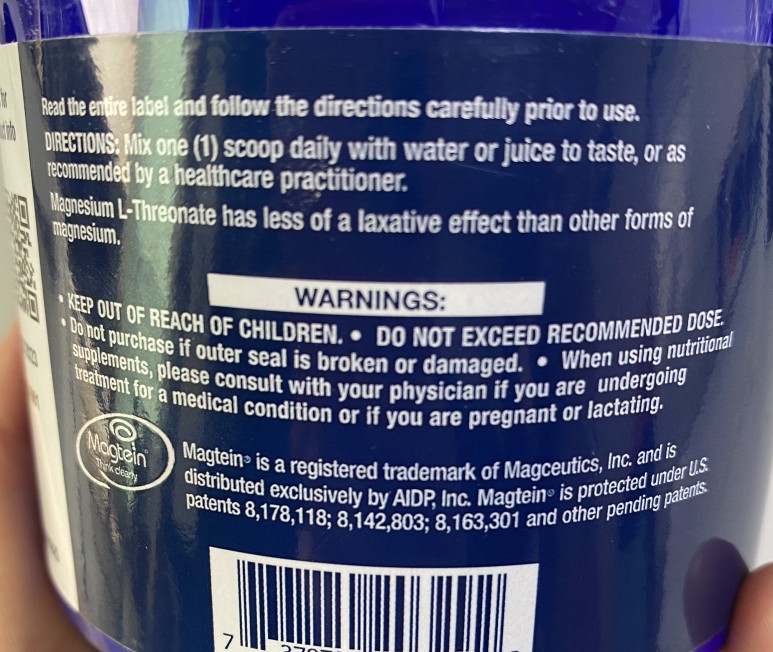 Read the entire label and follow the directions carefully prior to use.
DIRECTIONS: Mix one (1) scoop daily with water or juice to taste, or as
recommended by a healthcare practitioner.
Magnesium L-Threonate has less of a laxative effect than other forms of
magnesium.
WARNINGS:
• KEEP OUT OF REACH OF CHILDREN. • DO NOT EXCEED RECOMMENDED DOSE.
• Do not purchase if outer seal is broken or damaged. • When using nutritional
supplements, please consult with your physician if you are undergoing
treatment for a medical condition or if you are pregnant or lactating.
Magtein®
Think clearly
Magtein® is a registered trademark of Magceutics, Inc. and is
distributed exclusively by AIDP, Inc. Magtein® is protected under U.S.
patents 8,178,118; 8,142,803; 8,163,301 and other pending patents.
7